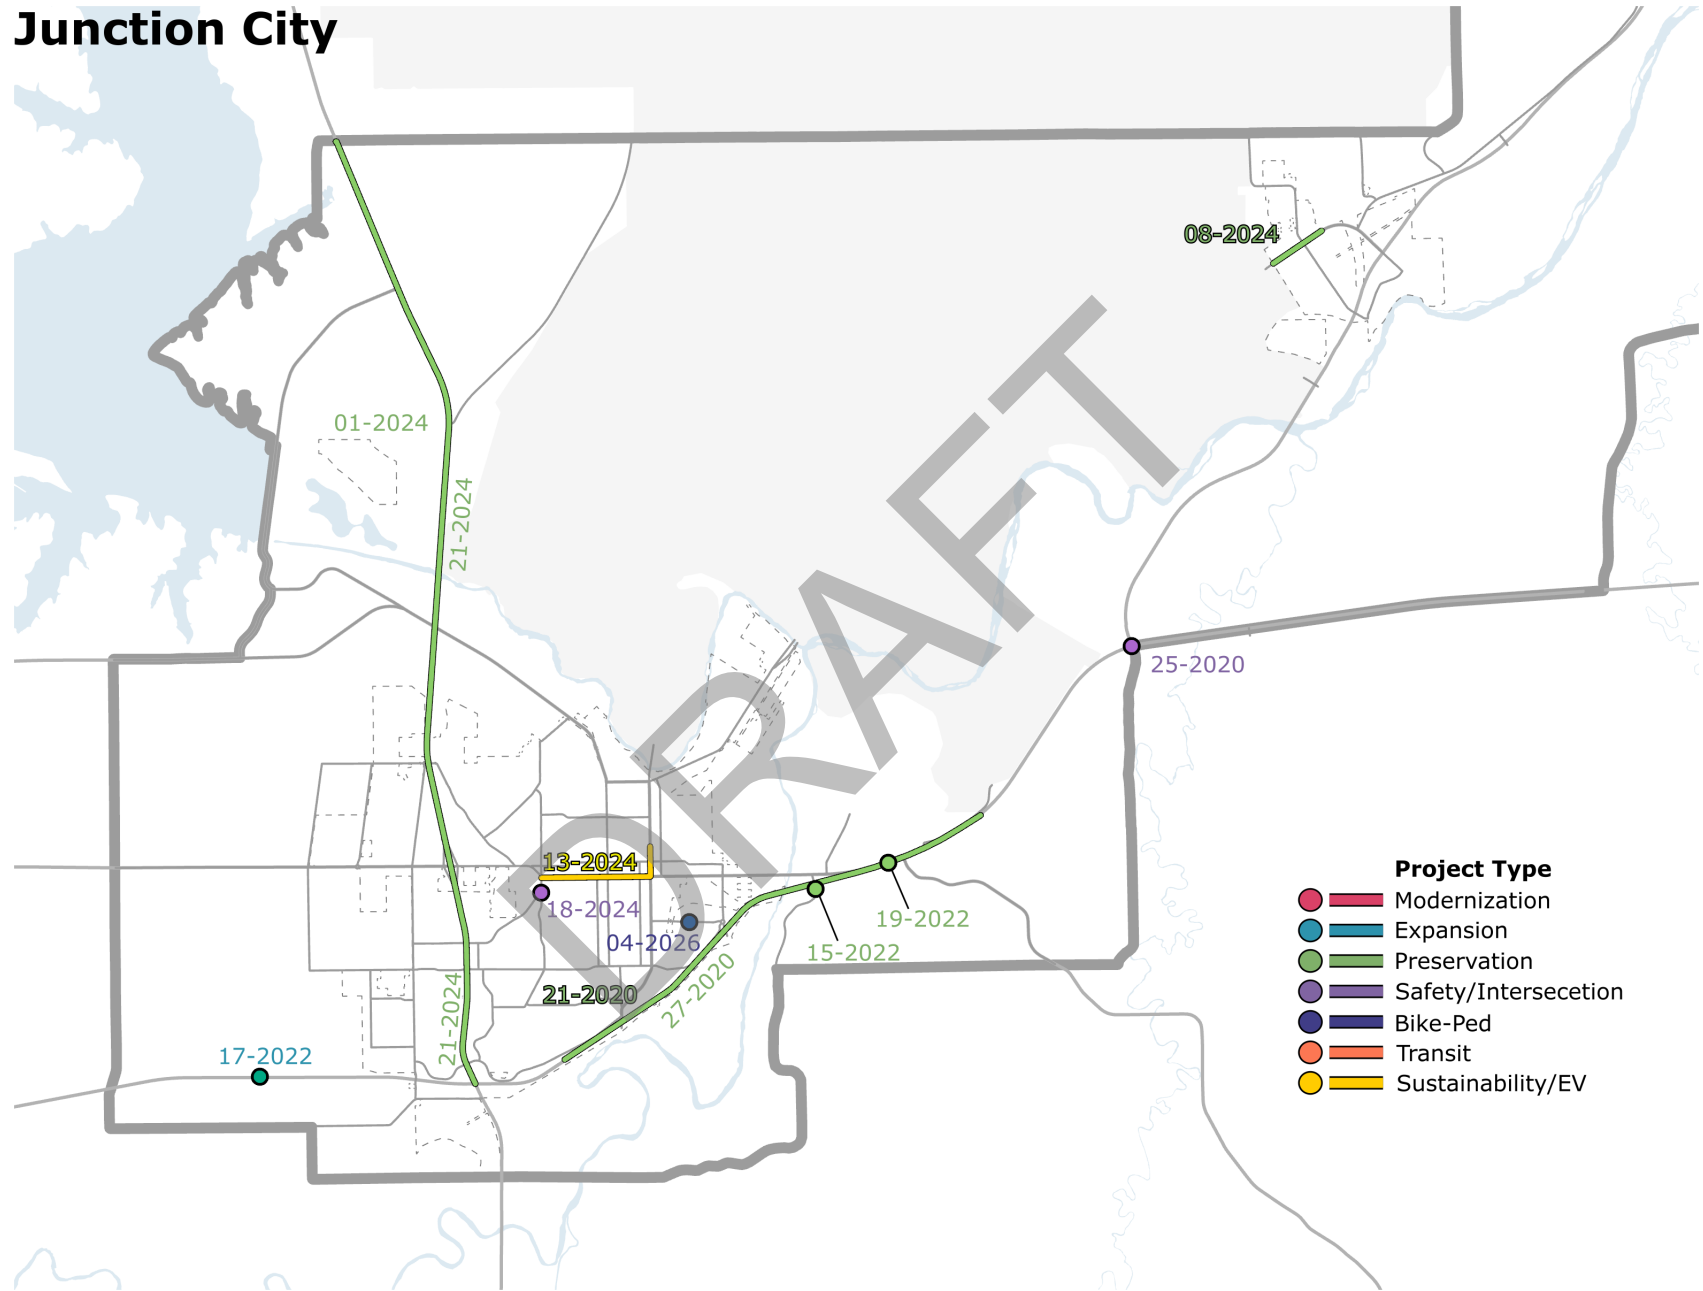 Junction City
08-2024
01-2024
21-2024
DRAFT
25-2020
13-2024
18-2024
04-2026
19-2022
15-2022
21-2020
27-2020
21-2024
17-2022
Project Type
Modernization
Expansion
Preservation
Safety/Intersecetion
Bike-Ped
Transit
Sustainability/EV